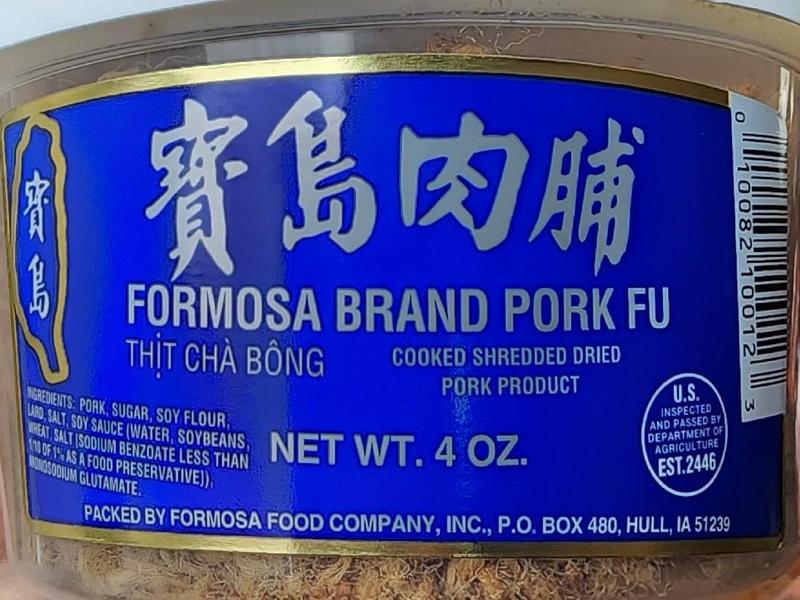 寶島
寶島肉脯
FORMOSA BRAND PORK FU
THỊT CHÀ BÔNG
COOKED SHREDDED DRIED
PORK PRODUCT
INGREDIENTS: PORK, SUGAR, SOY FLOUR,
LARD, SALT, SOY SAUCE (WATER, SOYBEANS,
WHEAT, SALT [SODIUM BENZOATE LESS THAN
1/10 OF 1% AS A FOOD PRESERVATIVE]),
MONOSODIUM GLUTAMATE.
NET WT. 4 OZ.
U.S.
INSPECTED
AND PASSED BY
DEPARTMENT OF
AGRICULTURE
EST.2446
PACKED BY FORMOSA FOOD COMPANY, INC., P.O. BOX 480, HULL, IA 51239
0 10082 10012 3